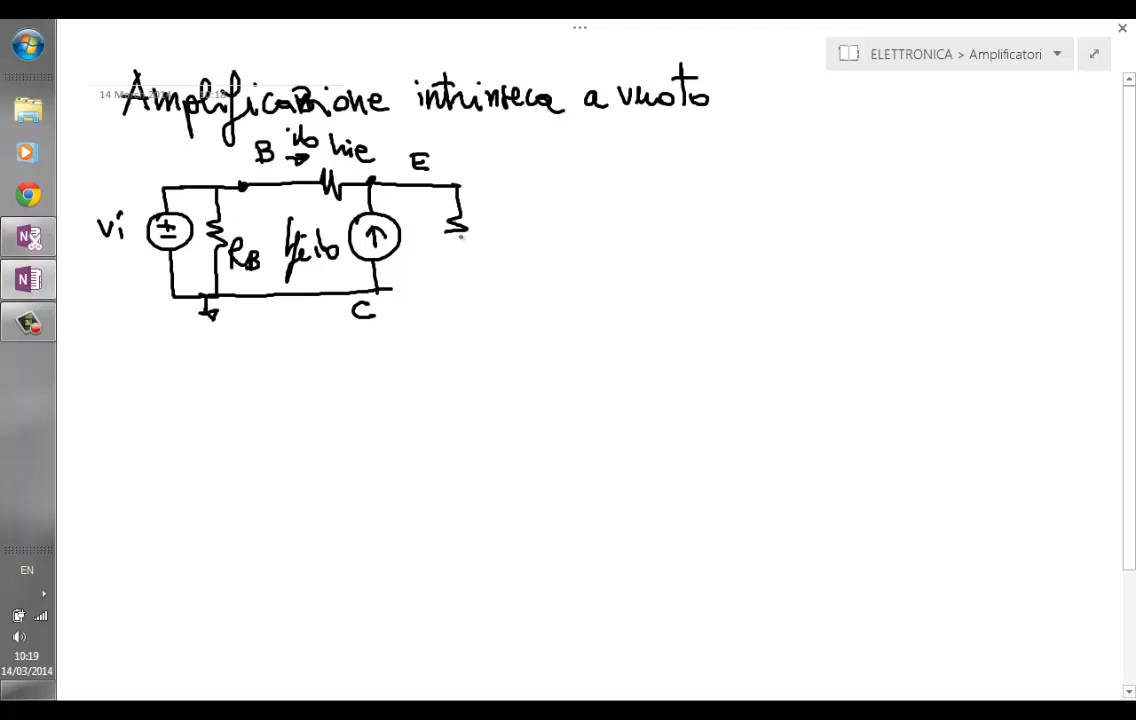 ELETTRONICA > Amplificatori
Amplificazione intrinseca a vuoto
ib
B hie E
vi
RB hfeib
C
EN
10:19
14/03/2014